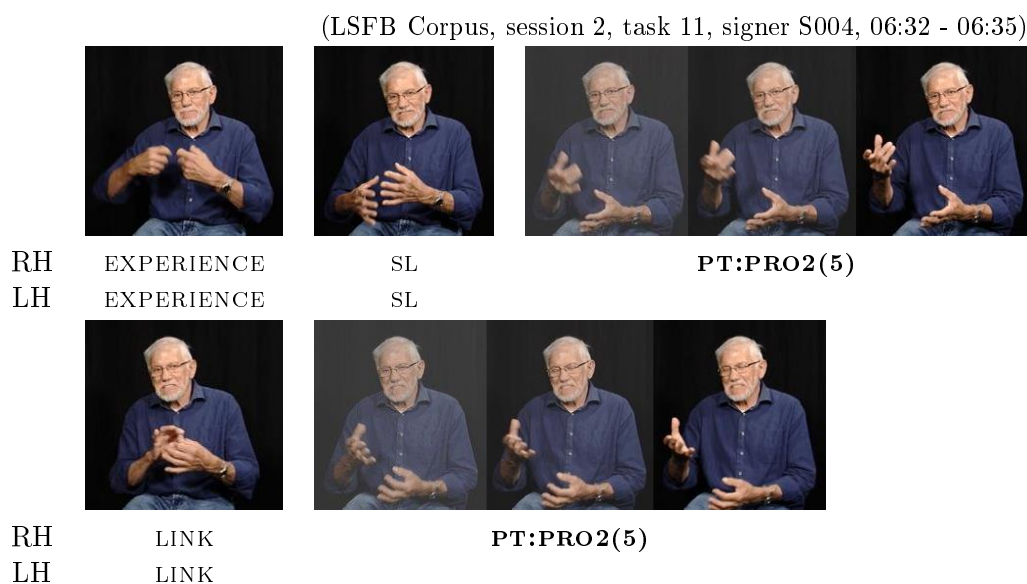 (LSFB Corpus, session 2, task 11, signer S004, 06:32 - 06:35)
RH EXPERIENCE SL PT:PRO2(5)
LH EXPERIENCE SL
RH LINK PT:PRO2(5)
LH LINK